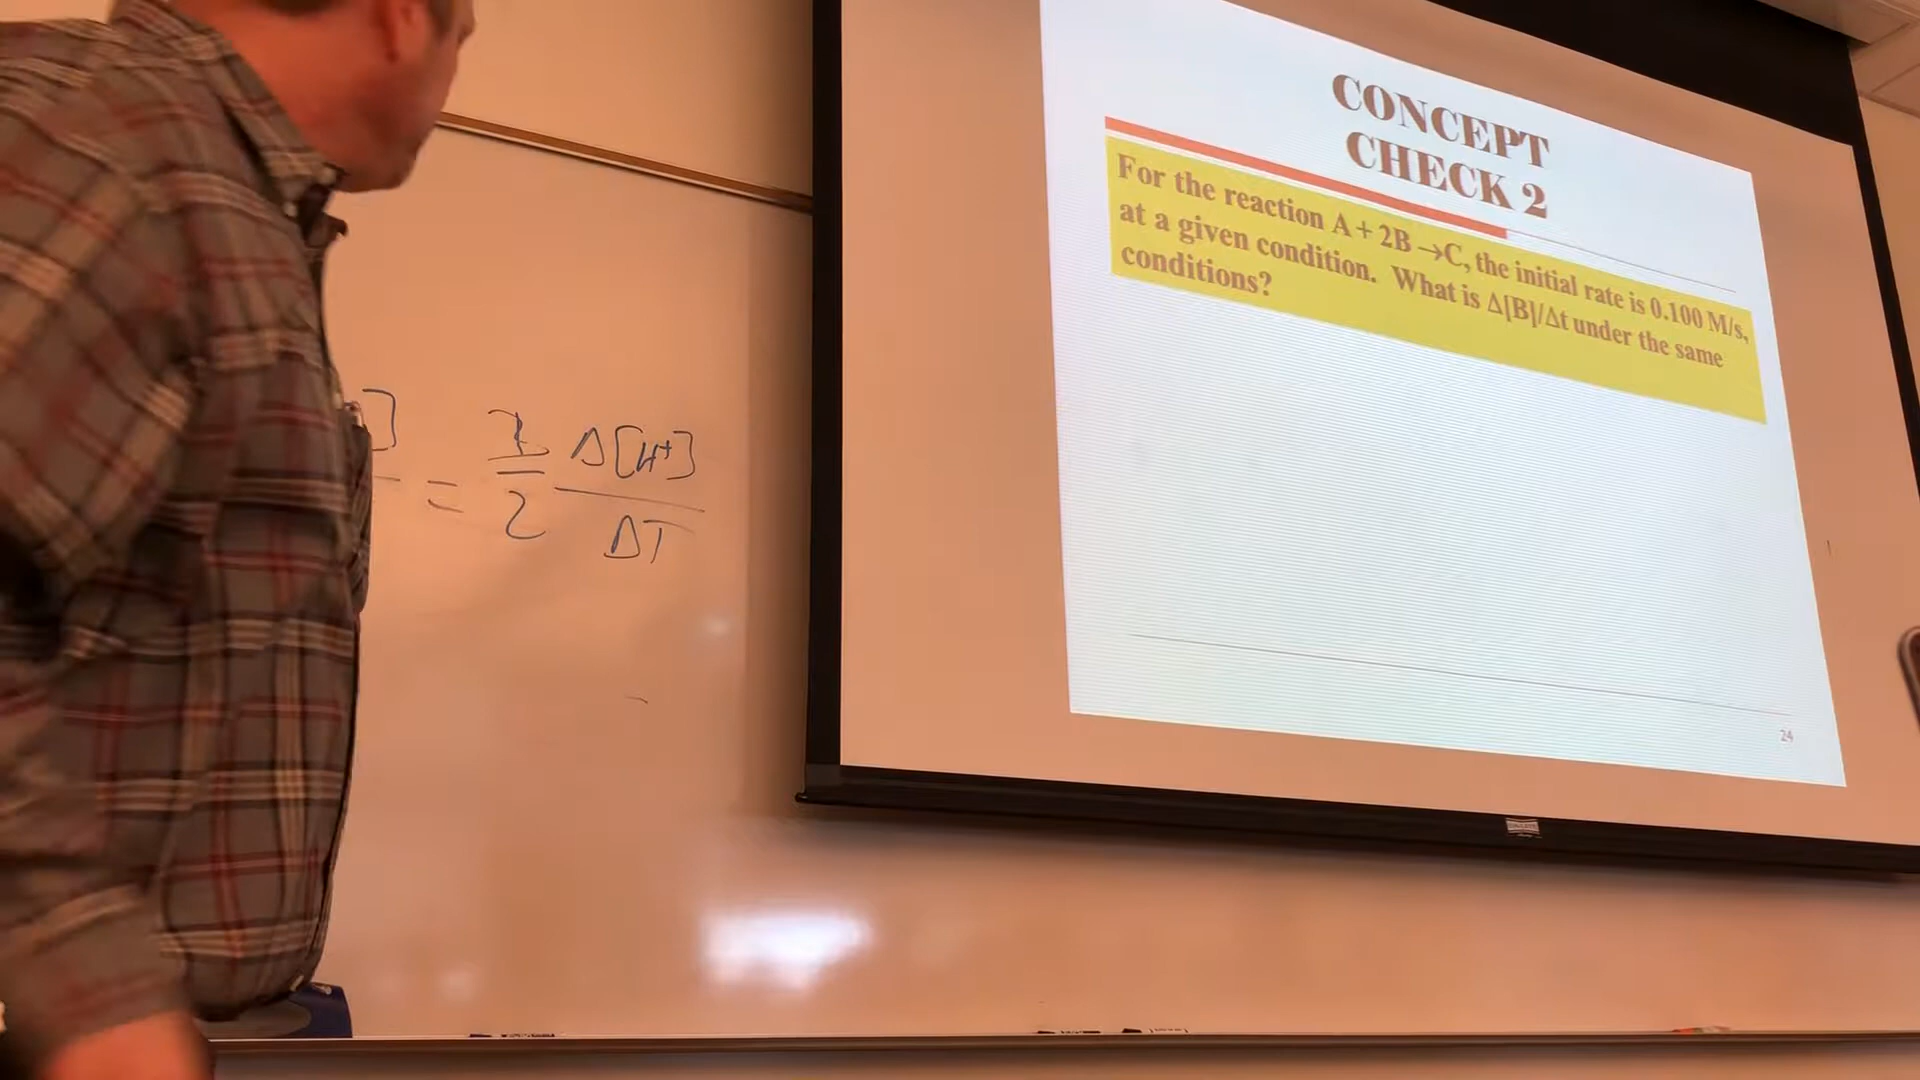 CONCEPT
CHECK 2
For the reaction A + 2B →C, the initial rate is 0.100 M/s,
at a given condition. What is Δ[B]/Δt under the same
conditions?
24
] = 1/2 Δ[H+]/ΔT